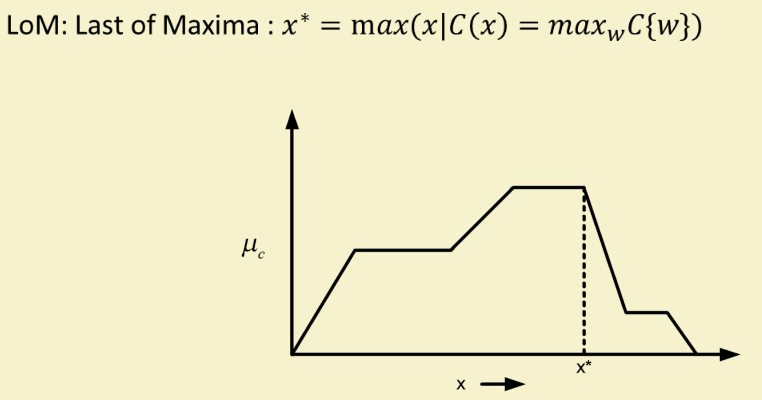 LoM: Last of Maxima : x* = max(x|C(x) = max_w C{w})
μ_c
x*
x